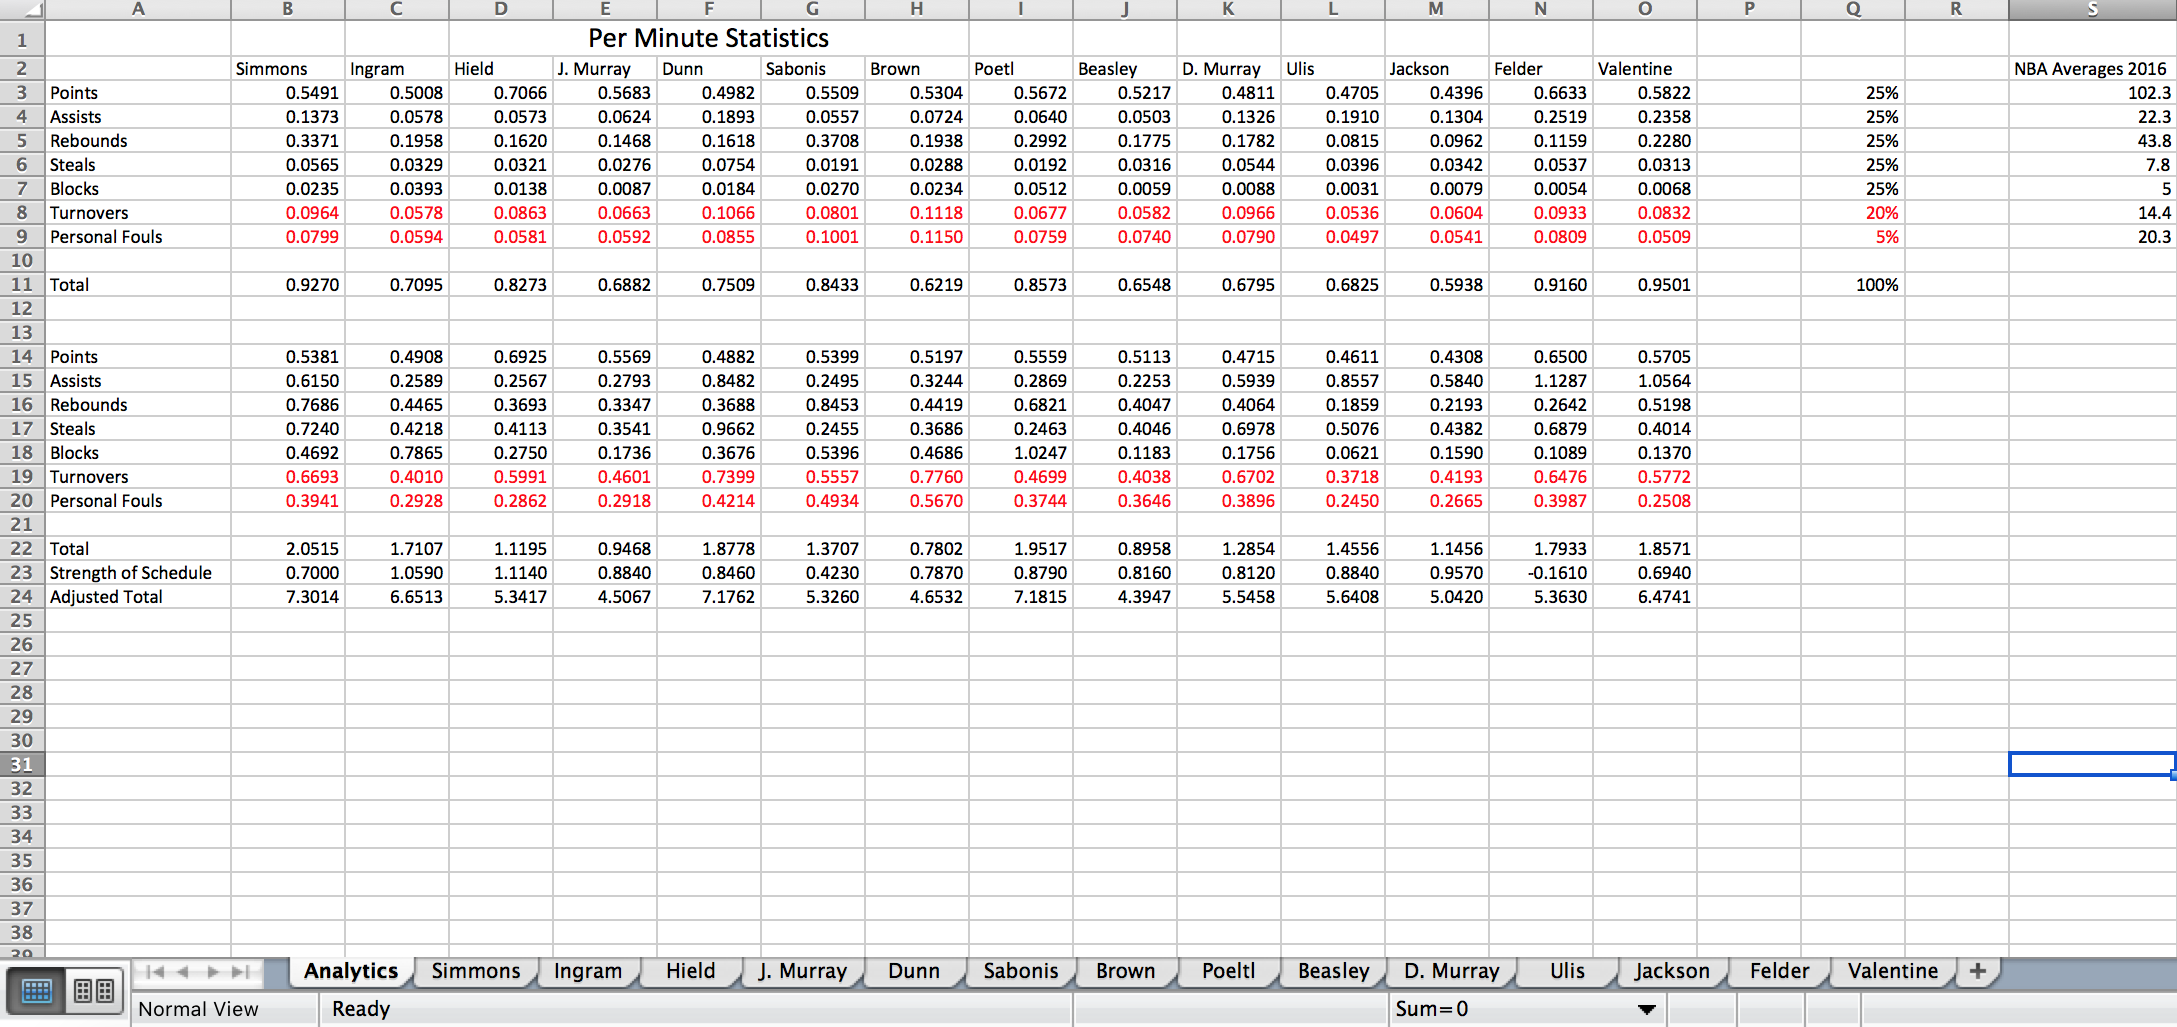 A B C D E F G H I J K L M N O P Q R S
1 Per Minute Statistics
2 Simmons Ingram Hield J. Murray Dunn Sabonis Brown Poetl Beasley D. Murray Ulis Jackson Felder Valentine NBA Averages 2016
3 Points 0.5491 0.5008 0.7066 0.5683 0.4982 0.5509 0.5304 0.5672 0.5217 0.4811 0.4705 0.4396 0.6633 0.5822 25% 102.3
4 Assists 0.1373 0.0578 0.0573 0.0624 0.1893 0.0557 0.0724 0.0640 0.0503 0.1326 0.1910 0.1304 0.2519 0.2358 25% 22.3
5 Rebounds 0.3371 0.1958 0.1620 0.1468 0.1618 0.3708 0.1938 0.2992 0.1775 0.1782 0.0815 0.0962 0.1159 0.2280 25% 43.8
6 Steals 0.0565 0.0329 0.0321 0.0276 0.0754 0.0191 0.0288 0.0192 0.0316 0.0544 0.0396 0.0342 0.0537 0.0313 25% 7.8
7 Blocks 0.0235 0.0393 0.0138 0.0087 0.0184 0.0270 0.0234 0.0512 0.0059 0.0088 0.0031 0.0079 0.0054 0.0068 25% 5
8 Turnovers 0.0964 0.0578 0.0863 0.0663 0.1066 0.0801 0.1118 0.0677 0.0582 0.0966 0.0536 0.0604 0.0933 0.0832 20% 14.4
9 Personal Fouls 0.0799 0.0594 0.0581 0.0592 0.0855 0.1001 0.1150 0.0759 0.0740 0.0790 0.0497 0.0541 0.0809 0.0509 5% 20.3
10
11 Total 0.9270 0.7095 0.8273 0.6882 0.7509 0.8433 0.6219 0.8573 0.6548 0.6795 0.6825 0.5938 0.9160 0.9501 100%
12
13
14 Points 0.5381 0.4908 0.6925 0.5569 0.4882 0.5399 0.5197 0.5559 0.5113 0.4715 0.4611 0.4308 0.6500 0.5705
15 Assists 0.6150 0.2589 0.2567 0.2793 0.8482 0.2495 0.3244 0.2869 0.2253 0.5939 0.8557 0.5840 1.1287 1.0564
16 Rebounds 0.7686 0.4465 0.3693 0.3347 0.3688 0.8453 0.4419 0.6821 0.4047 0.4064 0.1859 0.2193 0.2642 0.5198
17 Steals 0.7240 0.4218 0.4113 0.3541 0.9662 0.2455 0.3686 0.2463 0.4046 0.6978 0.5076 0.4382 0.6879 0.4014
18 Blocks 0.4692 0.7865 0.2750 0.1736 0.3676 0.5396 0.4686 1.0247 0.1183 0.1756 0.0621 0.1590 0.1089 0.1370
19 Turnovers 0.6693 0.4010 0.5991 0.4601 0.7399 0.5557 0.7760 0.4699 0.4038 0.6702 0.3718 0.4193 0.6476 0.5772
20 Personal Fouls 0.3941 0.2928 0.2862 0.2918 0.4214 0.4934 0.5670 0.3744 0.3646 0.3896 0.2450 0.2665 0.3987 0.2508
21
22 Total 2.0515 1.7107 1.1195 0.9468 1.8778 1.3707 0.7802 1.9517 0.8958 1.2854 1.4556 1.1456 1.7933 1.8571
23 Strength of Schedule 0.7000 1.0590 1.1140 0.8840 0.8460 0.4230 0.7870 0.8790 0.8160 0.8120 0.8840 0.9570 -0.1610 0.6940
24 Adjusted Total 7.3014 6.6513 5.3417 4.5067 7.1762 5.3260 4.6532 7.1815 4.3947 5.5458 5.6408 5.0420 5.3630 6.4741
25
26
27
28
29
30
31
32
33
34
35
36
37
38
39
Analytics Simmons Ingram Hield J. Murray Dunn Sabonis Brown Poeltl Beasley D. Murray Ulis Jackson Felder Valentine +
Normal View Ready Sum=0